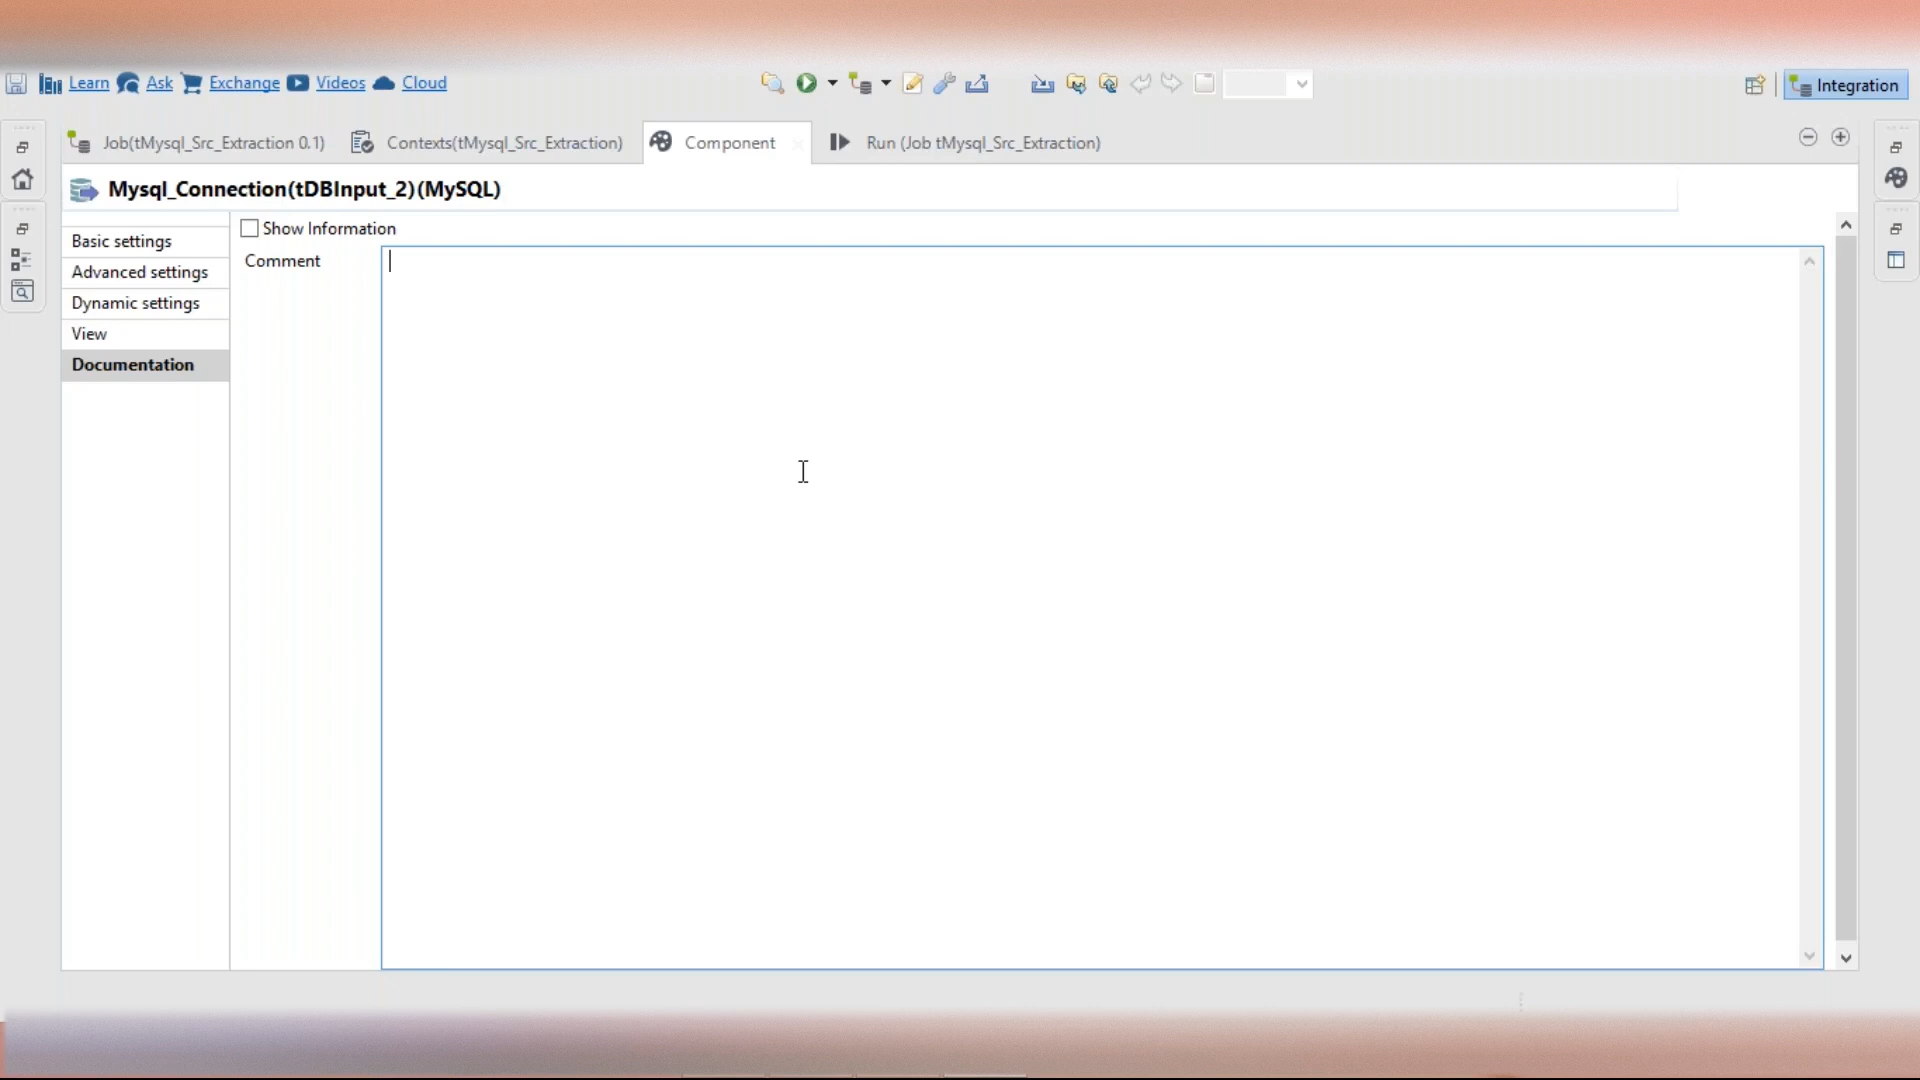 Learn Ask Exchange Videos Cloud Integration
Job(tMysql_Src_Extraction 0.1) Contexts(tMysql_Src_Extraction) Component Run (Job tMysql_Src_Extraction)
Mysql_Connection(tDBInput_2)(MySQL)
Basic settings
Advanced settings
Dynamic settings
View
Documentation
Show Information
Comment